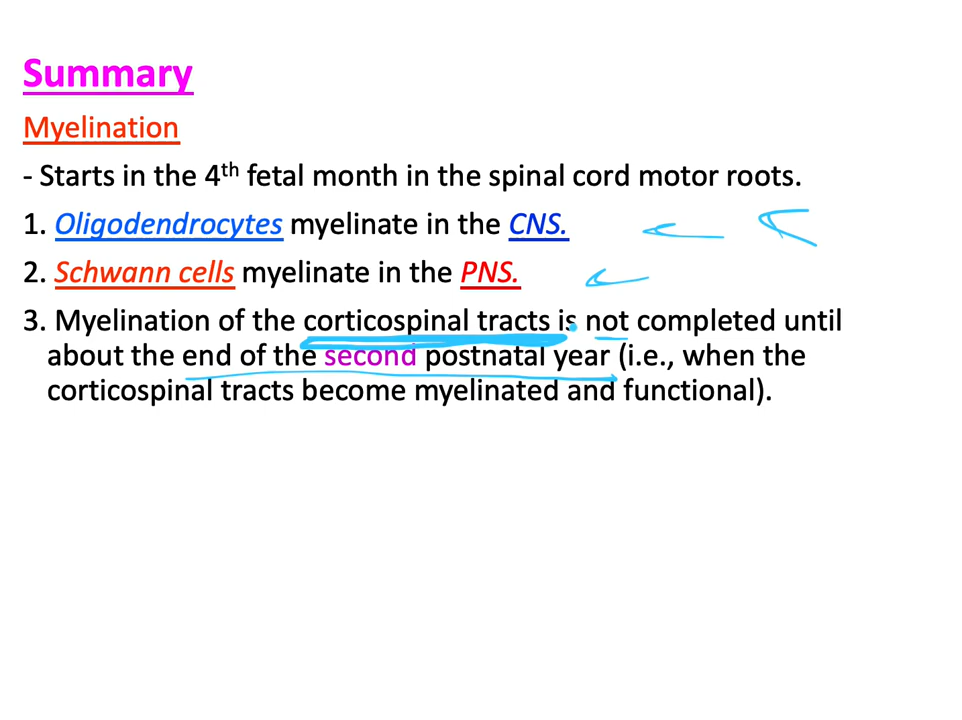 Summary
Myelination
- Starts in the 4th fetal month in the spinal cord motor roots.
1. Oligodendrocytes myelinate in the CNS.
2. Schwann cells myelinate in the PNS.
3. Myelination of the corticospinal tracts is not completed until
about the end of the second postnatal year (i.e., when the
corticospinal tracts become myelinated and functional).